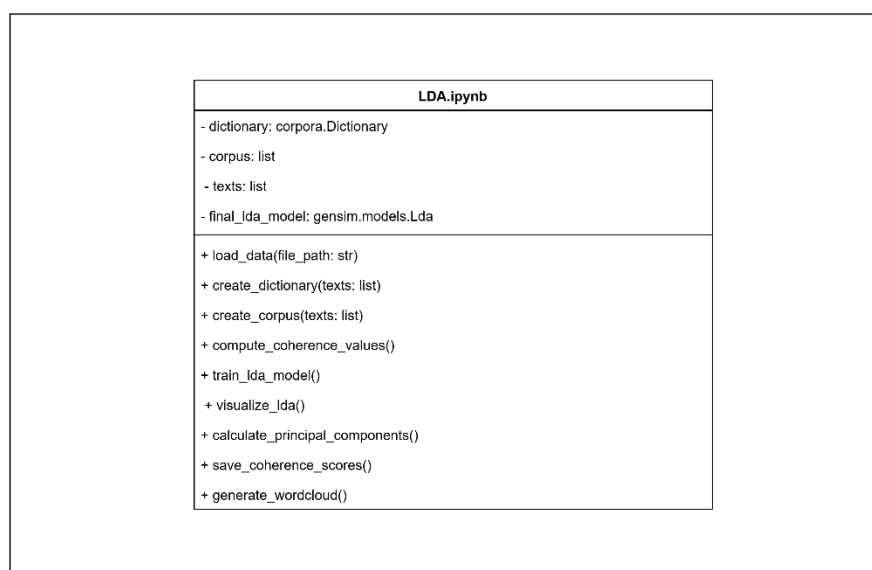 LDA.ipynb
- dictionary: corpora.Dictionary
- corpus: list
- texts: list
- final_lda_model: gensim.models.Lda
+ load_data(file_path: str)
+ create_dictionary(texts: list)
+ create_corpus(texts: list)
+ compute_coherence_values()
+ train_lda_model()
+ visualize_lda()
+ calculate_principal_components()
+ save_coherence_scores()
+ generate_wordcloud()